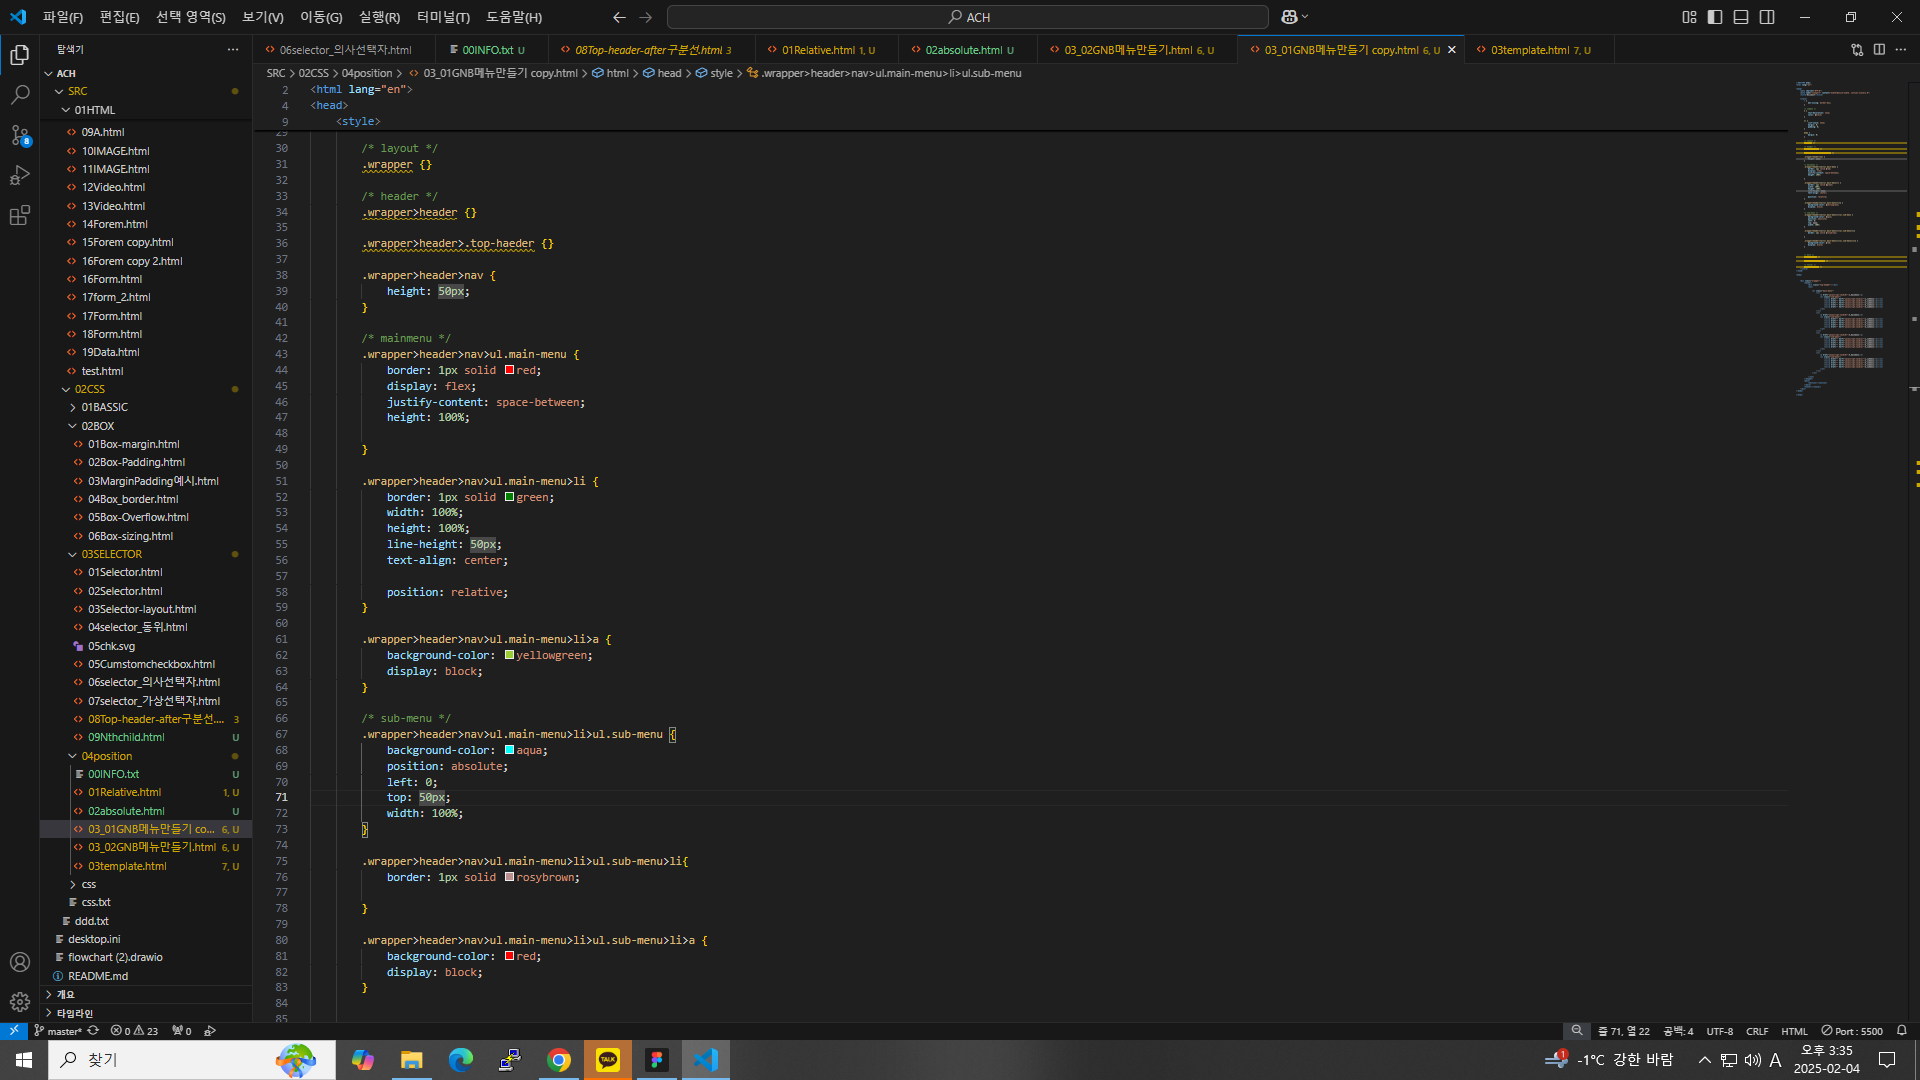 파일(F) 편집(E) 선택 영역(S) 보기(V) 이동(G) 실행(R) 터미널(T) 도움말(H)
ACH
탐색기
06selector_의사선택자.html
00INFO.txt U
08Top-header-after구분선.html 3
01Relative.html 1, U
02absolute.html U
03_02GNB메뉴만들기.html 6, U
03_01GNB메뉴만들기 copy.html 6, U
03template.html 7, U
SRC > 02CSS > 04position > 03_01GNB메뉴만들기 copy.html > html > head > style > .wrapper>header>nav>ul.main-menu>li>ul.sub-menu
ACH
SRC
01HTML
09A.html
10IMAGE.html
11IMAGE.html
12Video.html
13Video.html
14Forem.html
15Forem copy.html
16Forem copy 2.html
16Form.html
17form_2.html
17Form.html
18Form.html
19Data.html
test.html
02CSS
01BASSIC
02BOX
01Box-margin.html
02Box-Padding.html
03MarginPadding예시.html
04Box_border.html
05Box-Overflow.html
06Box-sizing.html
03SELECTOR
01Selector.html
02Selector.html
03Selector-layout.html
04selector_동위.html
05chk.svg
05Cumstomcheckbox.html
06selector_의사선택자.html
07selector_가상선택자.html
08Top-header-after구분선.... 3
09Nthchild.html U
04position
00INFO.txt U
01Relative.html 1, U
02absolute.html U
03_01GNB메뉴만들기 co... 6, U
03_02GNB메뉴만들기.html 6, U
03template.html 7, U
css
css.txt
ddd.txt
desktop.ini
flowchart (2).drawio
README.md
개요
타임라인
2 <html lang="en">
4 <head>
9 <style>
29
30 /* layout */
31 .wrapper {}
32
33 /* header */
34 .wrapper>header {}
35
36 .wrapper>header>.top-haeder {}
37
38 .wrapper>header>nav {
39 height: 50px;
40 }
41
42 /* mainmenu */
43 .wrapper>header>nav>ul.main-menu {
44 border: 1px solid red;
45 display: flex;
46 justify-content: space-between;
47 height: 100%;
48
49 }
50
51 .wrapper>header>nav>ul.main-menu>li {
52 border: 1px solid green;
53 width: 100%;
54 height: 100%;
55 line-height: 50px;
56 text-align: center;
57
58 position: relative;
59 }
60
61 .wrapper>header>nav>ul.main-menu>li>a {
62 background-color: yellowgreen;
63 display: block;
64 }
65
66 /* sub-menu */
67 .wrapper>header>nav>ul.main-menu>li>ul.sub-menu {
68 background-color: aqua;
69 position: absolute;
70 left: 0;
71 top: 50px;
72 width: 100%;
73 }
74
75 .wrapper>header>nav>ul.main-menu>li>ul.sub-menu>li{
76 border: 1px solid rosybrown;
77
78 }
79
80 .wrapper>header>nav>ul.main-menu>li>ul.sub-menu>li>a {
81 background-color: red;
82 display: block;
83 }
84
85
8
master* 0 23 0
줄 71, 열 22 공백: 4 UTF-8 CRLF HTML Port : 5500
찾기
TALK
1 -1°C 강한 바람
A
오후 3:35
2025-02-04